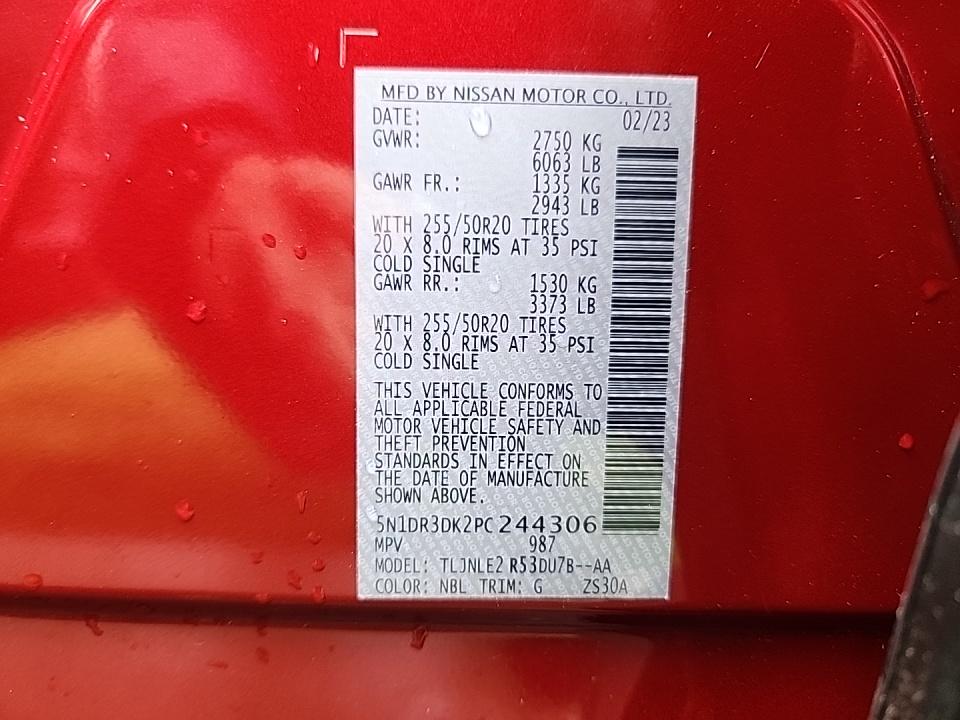 MFD BY NISSAN MOTOR CO., LTD.
DATE: 02/23
GVWR: 2750 KG
6063 LB
GAWR FR.: 1335 KG
2943 LB
WITH 255/50R20 TIRES
20 X 8.0 RIMS AT 35 PSI
COLD SINGLE
GAWR RR.: 1530 KG
3373 LB
WITH 255/50R20 TIRES
20 X 8.0 RIMS AT 35 PSI
COLD SINGLE
THIS VEHICLE CONFORMS TO
ALL APPLICABLE FEDERAL
MOTOR VEHICLE SAFETY AND
THEFT PREVENTION
STANDARDS IN EFFECT ON
THE DATE OF MANUFACTURE
SHOWN ABOVE.
5N1DR3DK2PC244306
MPV 987
MODEL: TLJNLE2 R53DU7B--AA
COLOR: NBL TRIM: G ZS30A